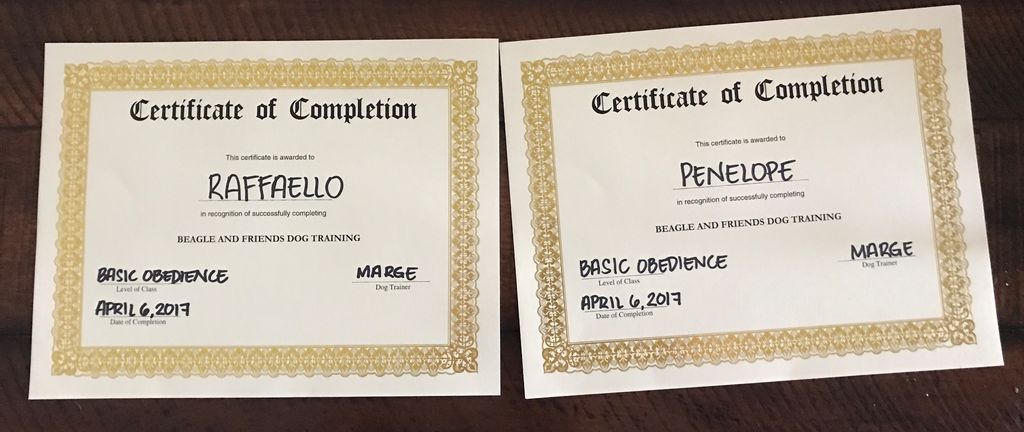 Certificate of Completion
This certificate is awarded to
RAFFAELLO
in recognition of successfully completing
BEAGLE AND FRIENDS DOG TRAINING
BASIC OBEDIENCE
Level of Class
MARGE
Dog Trainer
APRIL 6, 2017
Date of Completion
Certificate of Completion
This certificate is awarded to
PENELOPE
in recognition of successfully completing
BEAGLE AND FRIENDS DOG TRAINING
BASIC OBEDIENCE
Level of Class
MARGE
Dog Trainer
APRIL 6, 2017
Date of Completion